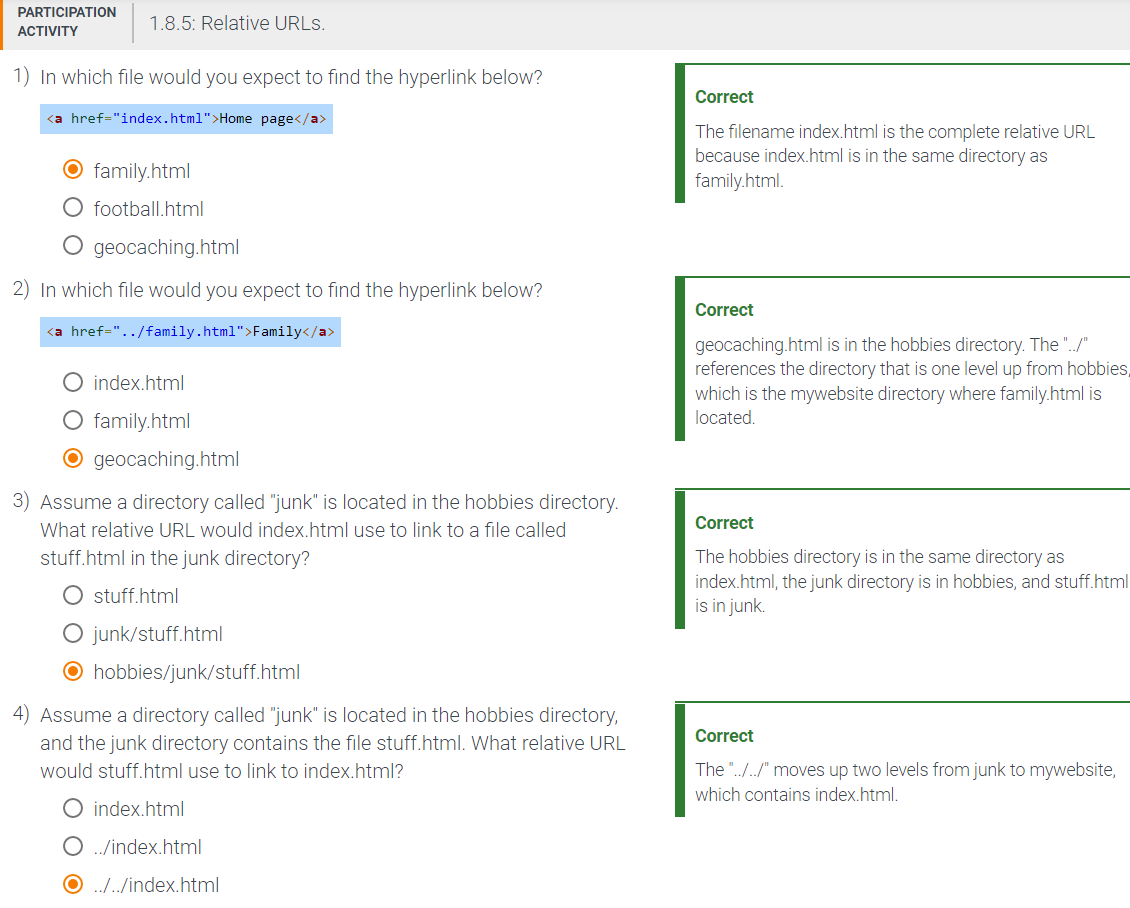 PARTICIPATION
ACTIVITY
1.8.5: Relative URLs.
1) In which file would you expect to find the hyperlink below?
<a href="index.html">Home page</a>
family.html
football.html
geocaching.html
Correct
The filename index.html is the complete relative URL
because index.html is in the same directory as
family.html.
2) In which file would you expect to find the hyperlink below?
<a href="../family.html">Family</a>
index.html
family.html
geocaching.html
Correct
geocaching.html is in the hobbies directory. The "../"
references the directory that is one level up from hobbies,
which is the mywebsite directory where family.html is
located.
3) Assume a directory called "junk" is located in the hobbies directory.
What relative URL would index.html use to link to a file called
stuff.html in the junk directory?
stuff.html
junk/stuff.html
hobbies/junk/stuff.html
Correct
The hobbies directory is in the same directory as
index.html, the junk directory is in hobbies, and stuff.html
is in junk.
4) Assume a directory called "junk" is located in the hobbies directory,
and the junk directory contains the file stuff.html. What relative URL
would stuff.html use to link to index.html?
index.html
../index.html
../../index.html
Correct
The "../../" moves up two levels from junk to mywebsite,
which contains index.html.